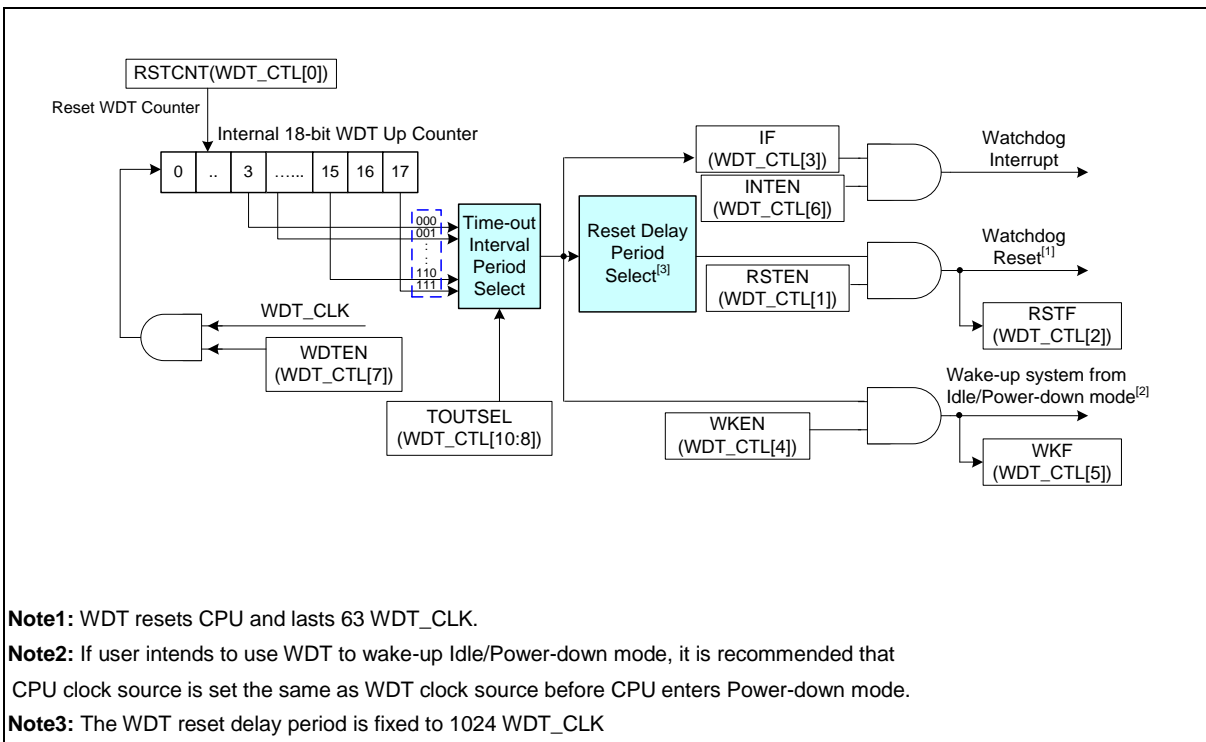 RSTCNT(WDT_CTL[0])
Reset WDT Counter
Internal 18-bit WDT Up Counter
0 .. 3 ...... 15 16 17
000
001
:
:
110
111
Time-out
Interval
Period
Select
Reset Delay
Period
Select[3]
IF
(WDT_CTL[3])
INTEN
(WDT_CTL[6])
Watchdog
Interrupt
RSTEN
(WDT_CTL[1])
Watchdog
Reset[1]
RSTF
(WDT_CTL[2])
WDT_CLK
WDTEN
(WDT_CTL[7])
TOUTSEL
(WDT_CTL[10:8])
WKEN
(WDT_CTL[4])
Wake-up system from
Idle/Power-down mode[2]
WKF
(WDT_CTL[5])
Note1: WDT resets CPU and lasts 63 WDT_CLK.
Note2: If user intends to use WDT to wake-up Idle/Power-down mode, it is recommended that
CPU clock source is set the same as WDT clock source before CPU enters Power-down mode.
Note3: The WDT reset delay period is fixed to 1024 WDT_CLK